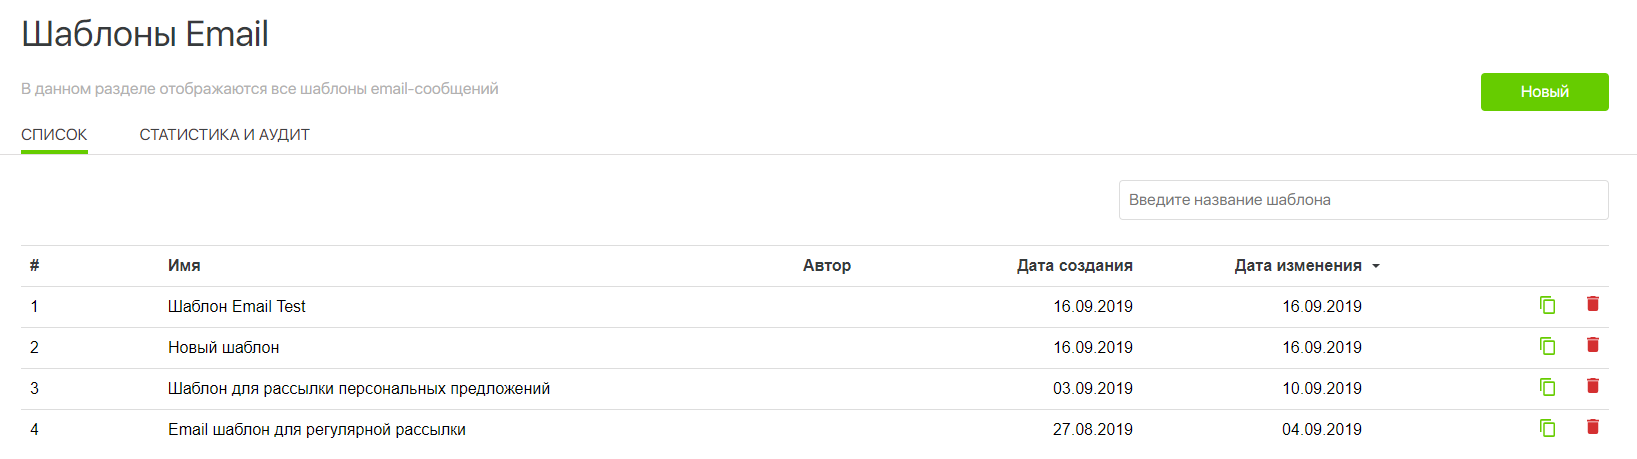 Шаблоны Email
В данном разделе отображаются все шаблоны email-сообщений
Новый
СПИСОК СТАТИСТИКА И АУДИТ
Введите название шаблона
# Имя Автор Дата создания Дата изменения
1 Шаблон Email Test 16.09.2019 16.09.2019
2 Новый шаблон 16.09.2019 16.09.2019
3 Шаблон для рассылки персональных предложений 03.09.2019 10.09.2019
4 Email шаблон для регулярной рассылки 27.08.2019 04.09.2019